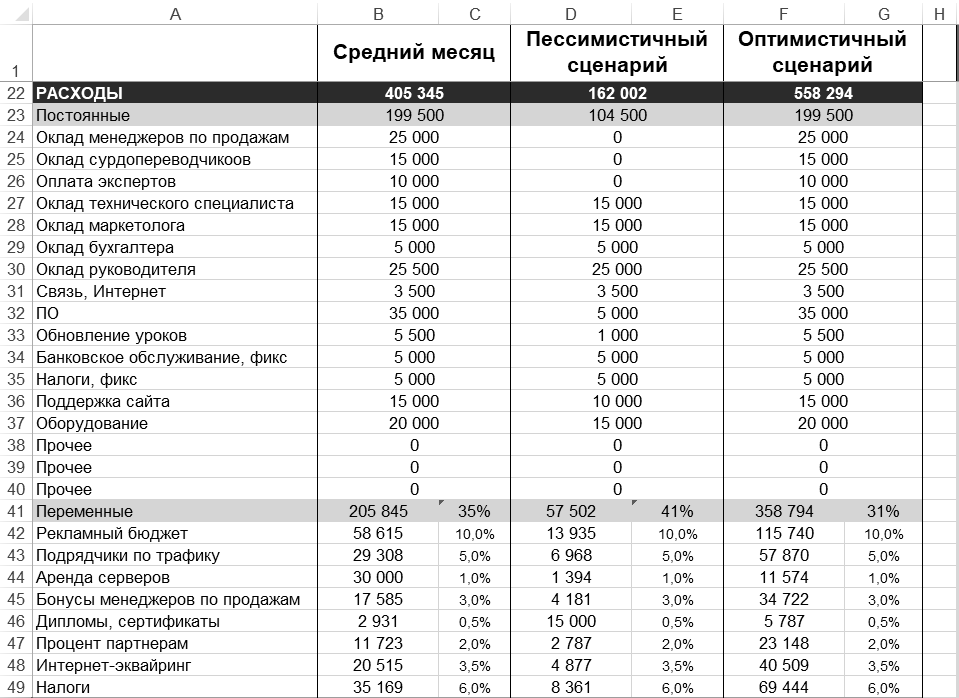 A B C D E F G H
1 Средний месяц Пессимистичный сценарий Оптимистичный сценарий
22 РАСХОДЫ 405 345 162 002 558 294
23 Постоянные 199 500 104 500 199 500
24 Оклад менеджеров по продажам 25 000 0 25 000
25 Оклад сурдопереводчикоов 15 000 0 15 000
26 Оплата экспертов 10 000 0 10 000
27 Оклад технического специалиста 15 000 15 000 15 000
28 Оклад маркетолога 15 000 15 000 15 000
29 Оклад бухгалтера 5 000 5 000 5 000
30 Оклад руководителя 25 500 25 000 25 500
31 Связь, Интернет 3 500 3 500 3 500
32 ПО 35 000 5 000 35 000
33 Обновление уроков 5 500 1 000 5 500
34 Банковское обслуживание, фикс 5 000 5 000 5 000
35 Налоги, фикс 5 000 5 000 5 000
36 Поддержка сайта 15 000 10 000 15 000
37 Оборудование 20 000 15 000 20 000
38 Прочее 0 0 0
39 Прочее 0 0 0
40 Прочее 0 0 0
41 Переменные 205 845 35% 57 502 41% 358 794 31%
42 Рекламный бюджет 58 615 10,0% 13 935 10,0% 115 740 10,0%
43 Подрядчики по трафику 29 308 5,0% 6 968 5,0% 57 870 5,0%
44 Аренда серверов 30 000 1,0% 1 394 1,0% 11 574 1,0%
45 Бонусы менеджеров по продажам 17 585 3,0% 4 181 3,0% 34 722 3,0%
46 Дипломы, сертификаты 2 931 0,5% 15 000 0,5% 5 787 0,5%
47 Процент партнерам 11 723 2,0% 2 787 2,0% 23 148 2,0%
48 Интернет-эквайринг 20 515 3,5% 4 877 3,5% 40 509 3,5%
49 Налоги 35 169 6,0% 8 361 6,0% 69 444 6,0%